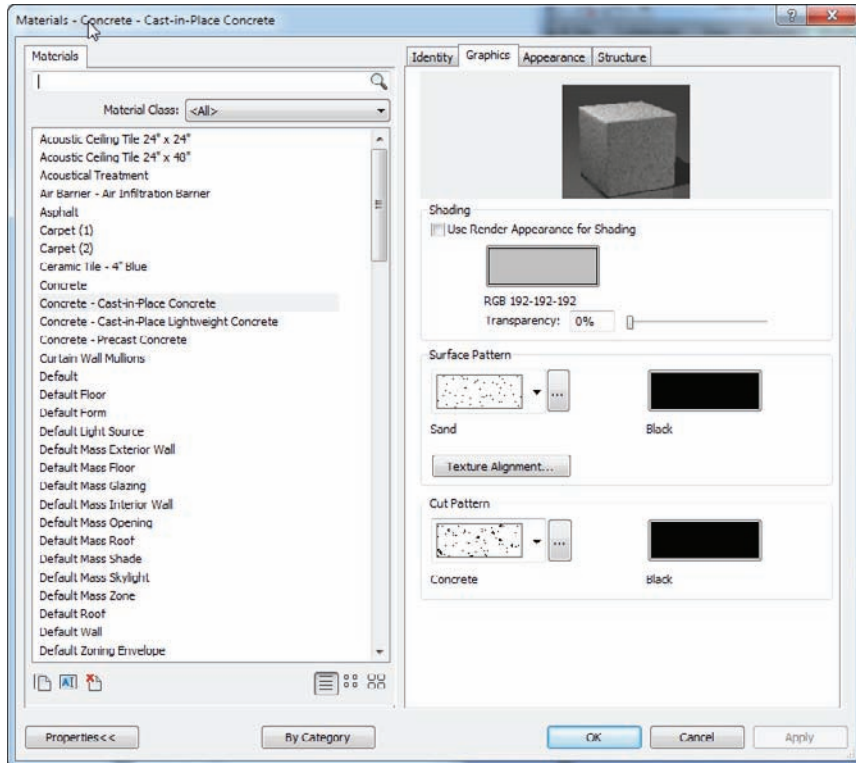 Materials - Concrete - Cast-in-Place Concrete
Materials
Material Class: <All>
Acoustic Ceiling Tile 24" x 24"
Acoustic Ceiling Tile 24" x 48"
Acoustical Treatment
Air Barrier - Air Infiltration Barrier
Asphalt
Carpet (1)
Carpet (2)
Ceramic Tile - 4" Blue
Concrete
Concrete - Cast-in-Place Concrete
Concrete - Cast-in-Place Lightweight Concrete
Concrete - Precast Concrete
Curtain Wall Mullions
Default
Default Floor
Default Form
Default Light Source
Default Mass Exterior Wall
Default Mass Floor
Default Mass Glazing
Default Mass Interior Wall
Default Mass Opening
Default Mass Roof
Default Mass Shade
Default Mass Skylight
Default Mass Zone
Default Roof
Default Wall
Default Zoning Envelope
AI
Properties<<
By Category
Identity Graphics Appearance Structure
Shading
Use Render Appearance for Shading
RGB 192-192-192
Transparency: 0%
Surface Pattern
...
Sand Black
Texture Alignment...
Cut Pattern
...
Concrete Black
OK Cancel Apply